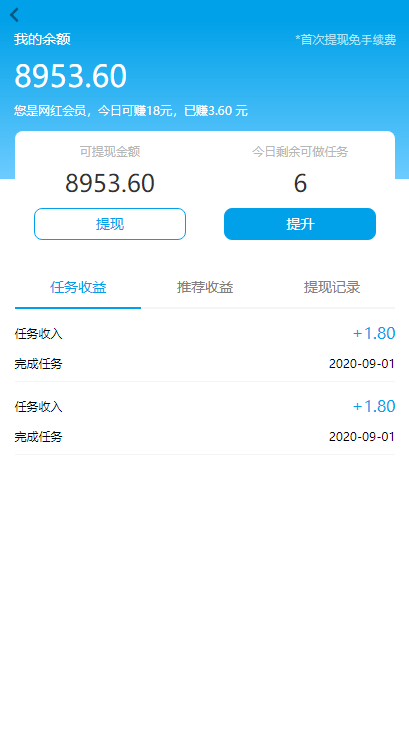 我的余额
*首次提现免手续费
8953.60
您是网红会员，今日可赚18元，已赚3.60 元
可提现金额
今日剩余可做任务
8953.60
6
提现
提升
任务收益
推荐收益
提现记录
任务收入
+1.80
完成任务
2020-09-01
任务收入
+1.80
完成任务
2020-09-01